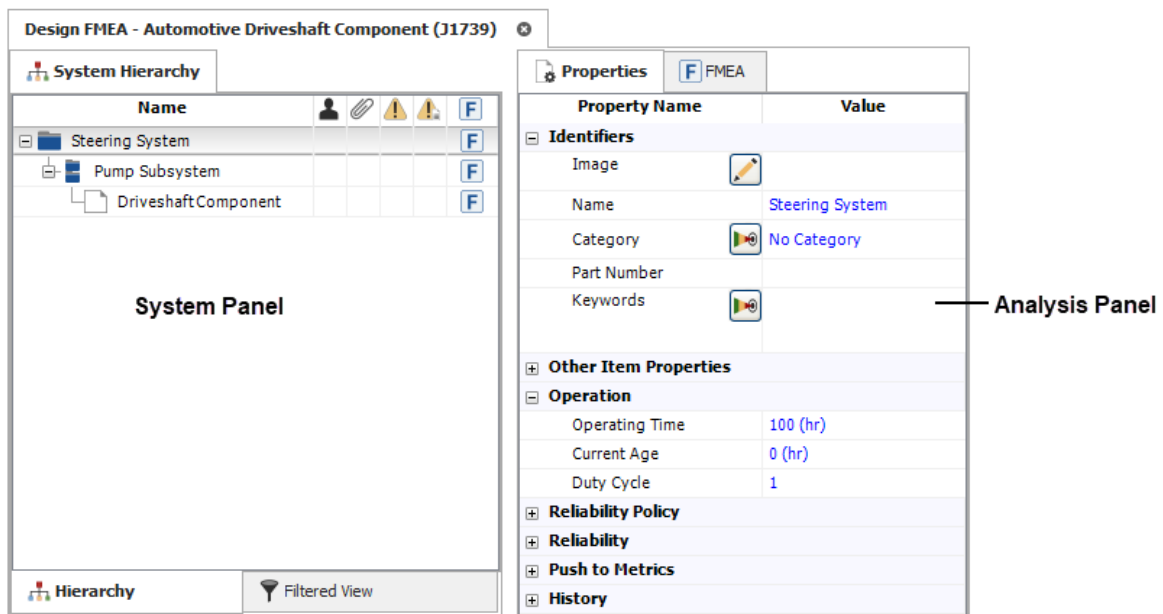 Design FMEA - Automotive Driveshaft Component (J1739)
System Hierarchy
Name F
Steering System F
Pump Subsystem F
DriveshaftComponent F
System Panel
Hierarchy Filtered View
Properties F FMEA
Property Name Value
Identifiers
Image
Name Steering System
Category No Category
Part Number
Keywords
Analysis Panel
Other Item Properties
Operation
Operating Time 100 (hr)
Current Age 0 (hr)
Duty Cycle 1
Reliability Policy
Reliability
Push to Metrics
History